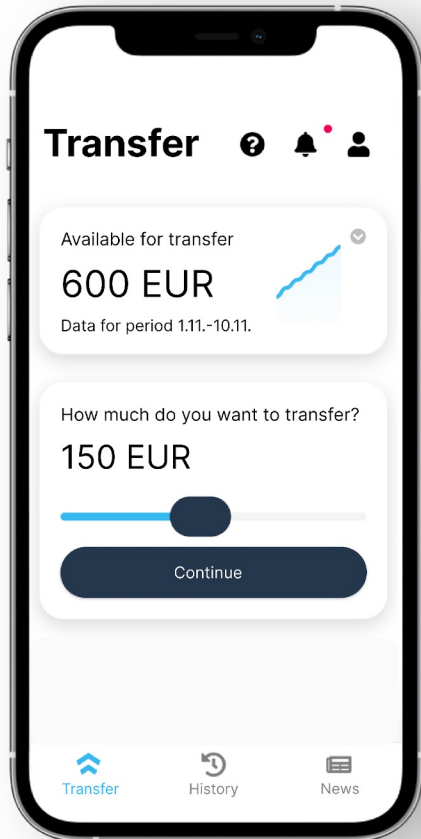 Transfer
Available for transfer
600 EUR
Data for period 1.11.-10.11.
How much do you want to transfer?
150 EUR
Continue
Transfer
History
News